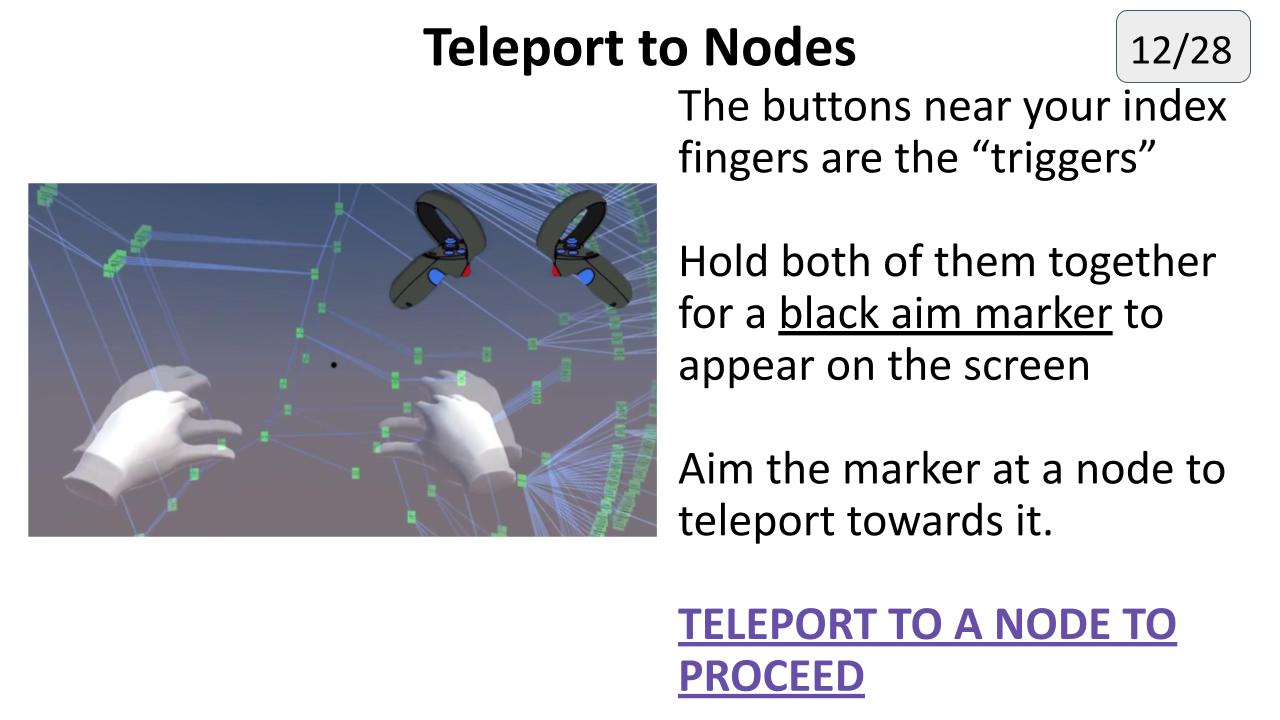 Teleport to Nodes
12/28
The buttons near your index
fingers are the “triggers”
Hold both of them together
for a black aim marker to
appear on the screen
Aim the marker at a node to
teleport towards it.
TELEPORT TO A NODE TO
PROCEED